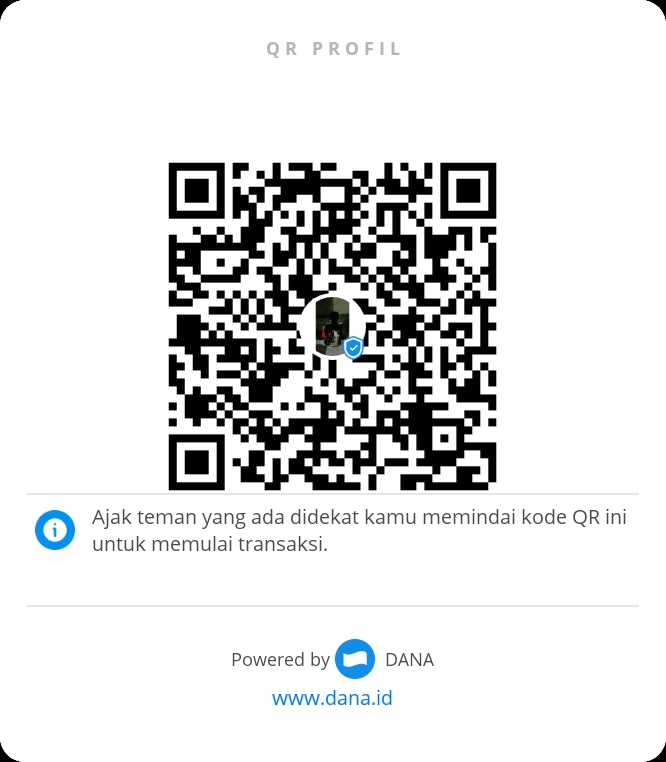 QR PROFIL
Ajak teman yang ada didekat kamu memindai kode QR ini
untuk memulai transaksi.
Powered by DANA
www.dana.id